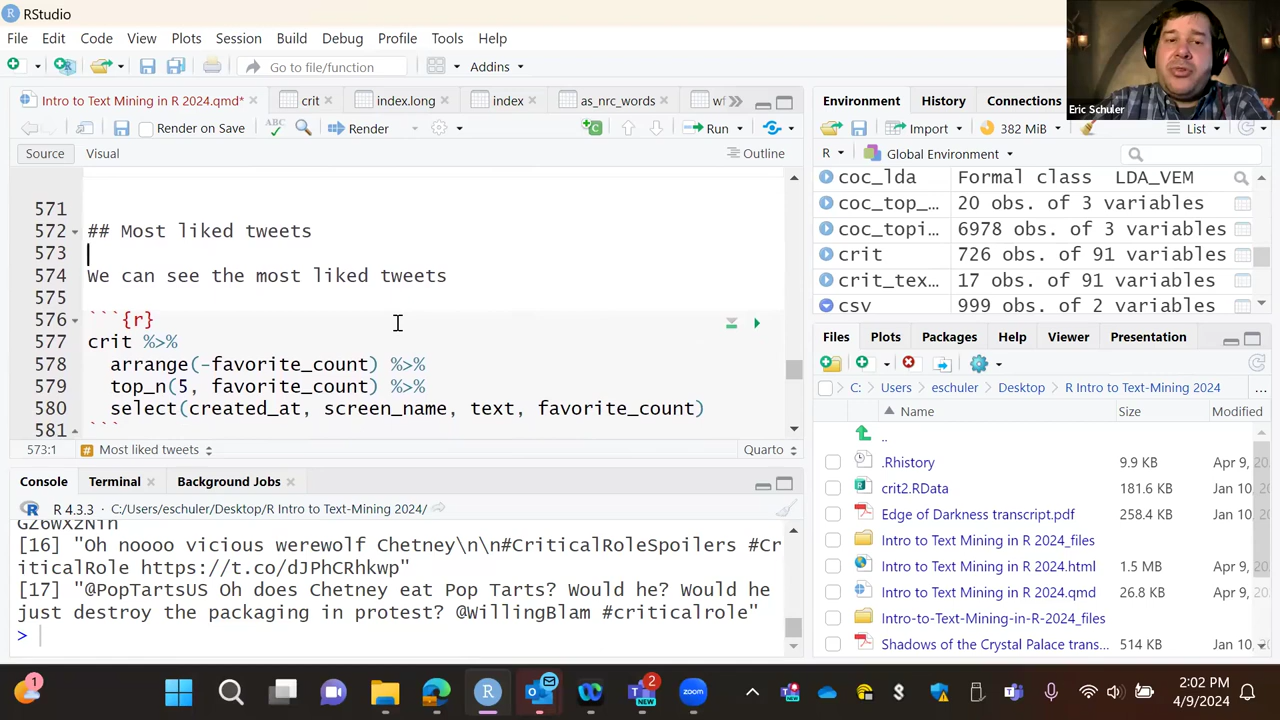 RStudio
File Edit Code View Plots Session Build Debug Profile Tools Help
Go to file/function Addins
Eric Schuler
Intro to Text Mining in R 2024.qmd* crit index.long index as_nrc_words wf
Render on Save ABC Render Run
Source Visual Outline
571
572 ## Most liked tweets
573
574 We can see the most liked tweets
575
576 ```{r}
577 crit %>%
578 arrange(-favorite_count) %>%
579 top_n(5, favorite_count) %>%
580 select(created_at, screen_name, text, favorite_count)
581 ```
573:1 # Most liked tweets Quarto
Console Terminal Background Jobs
R 4.3.3 · C:/Users/eschuler/Desktop/R Intro to Text-Mining 2024/
GZ6wXzN1h
[16] "Oh noooo vicious werewolf Chetney\n\n#CriticalRoleSpoilers #Cr
iticalRole https://t.co/dJPhCRhkwp"
[17] "@PopTartsUS Oh does Chetney eat Pop Tarts? Would he? Would he
just destroy the packaging in protest? @WillingBlam #criticalrole"
>
Environment History Connections
Import 382 MiB List
R Global Environment
coc_lda Formal class LDA_VEM
coc_top_… 20 obs. of 3 variables
coc_topi… 6978 obs. of 3 variables
crit 726 obs. of 91 variables
crit_tex… 17 obs. of 91 variables
csv 999 obs. of 2 variables
Files Plots Packages Help Viewer Presentation
C: Users eschuler Desktop R Intro to Text-Mining 2024 ...
Name Size Modified
..
.Rhistory 9.9 KB Apr 9, 20
crit2.RData 181.6 KB Jan 10,
Edge of Darkness transcript.pdf 258.4 KB Jan 10,
Intro to Text Mining in R 2024_files
Intro to Text Mining in R 2024.html 1.5 MB Apr 9, 20
Intro to Text Mining in R 2024.qmd 26.8 KB Apr 9, 20
Intro-to-Text-Mining-in-R-2024_files
Shadows of the Crystal Palace trans... 514 KB Jan 10,
1 2 zoom 2:02 PM
4/9/2024